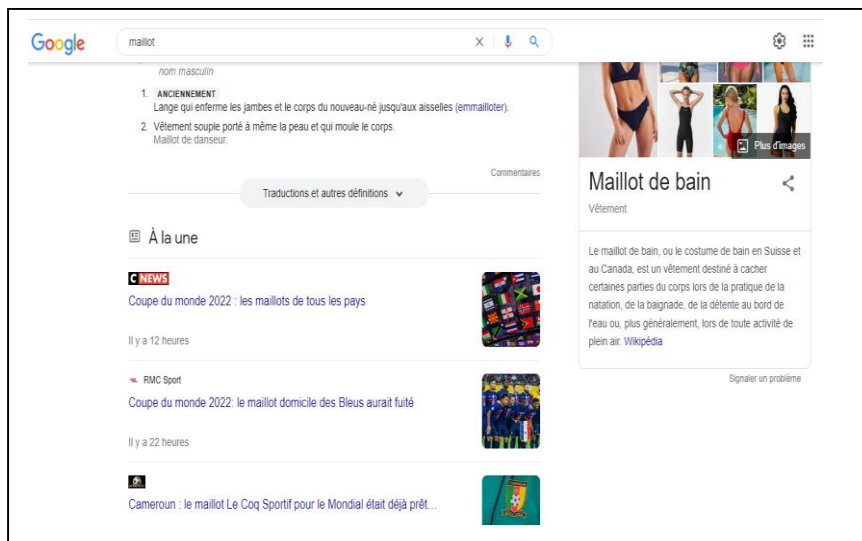 Google
maillot
nom masculin
1. ANCIENNEMENT
Lange qui enferme les jambes et le corps du nouveau-né jusqu'aux aisselles (emmailloter).
2. Vêtement souple porté à même la peau et qui moule le corps.
Maillot de danseur.
Commentaires
Traductions et autres définitions
À la une
CNEWS
Coupe du monde 2022 : les maillots de tous les pays
Il y a 12 heures
RMC Sport
Coupe du monde 2022: le maillot domicile des Bleus aurait fuité
Il y a 22 heures
Cameroun : le maillot Le Coq Sportif pour le Mondial était déjà prêt...
Plus d'images
Maillot de bain
Vêtement
Le maillot de bain, ou le costume de bain en Suisse et
au Canada, est un vêtement destiné à cacher
certaines parties du corps lors de la pratique de la
natation, de la baignade, de la détente au bord de
l'eau ou, plus généralement, lors de toute activité de
plein air. Wikipédia
Signaler un problème